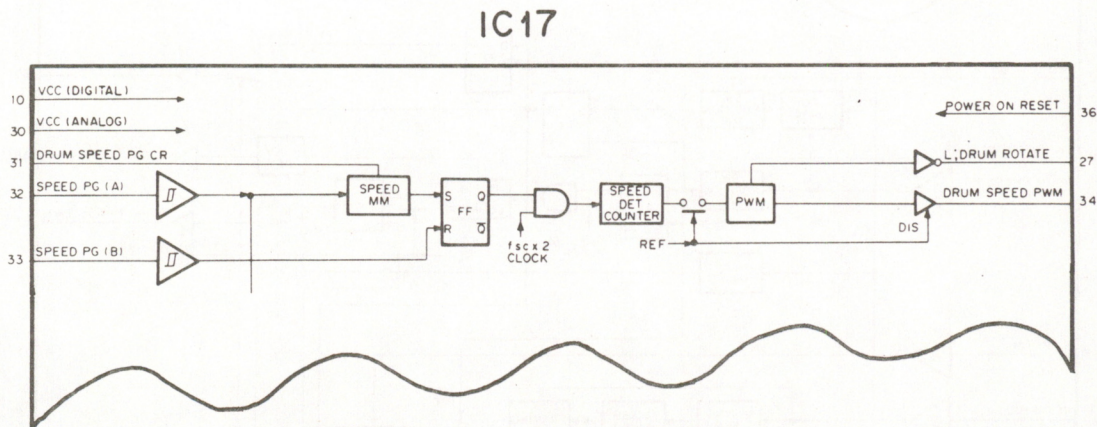 IC17
10 VCC (DIGITAL)
POWER ON RESET 36
30 VCC (ANALOG)
31 DRUM SPEED PG CR
L;DRUM ROTATE 27
32 SPEED PG (A)
DRUM SPEED PWM 34
SPEED
MM
S Q
FF
R Q̅
SPEED
DET
COUNTER
PWM
DIS
REF
fsc x 2
CLOCK
33 SPEED PG (B)